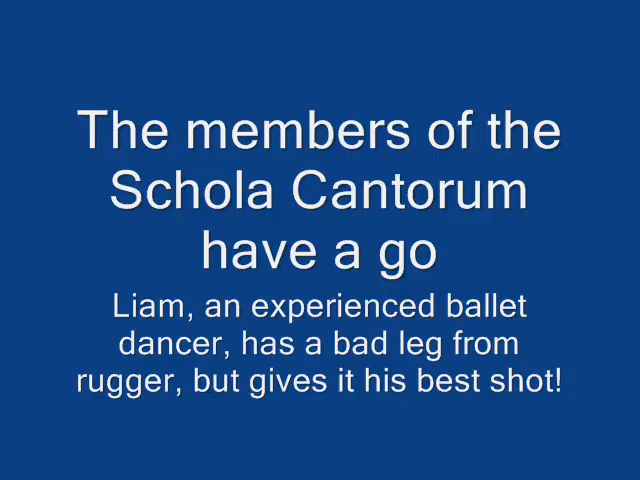 The members of the
Schola Cantorum
have a go
Liam, an experienced ballet
dancer, has a bad leg from
rugger, but gives it his best shot!